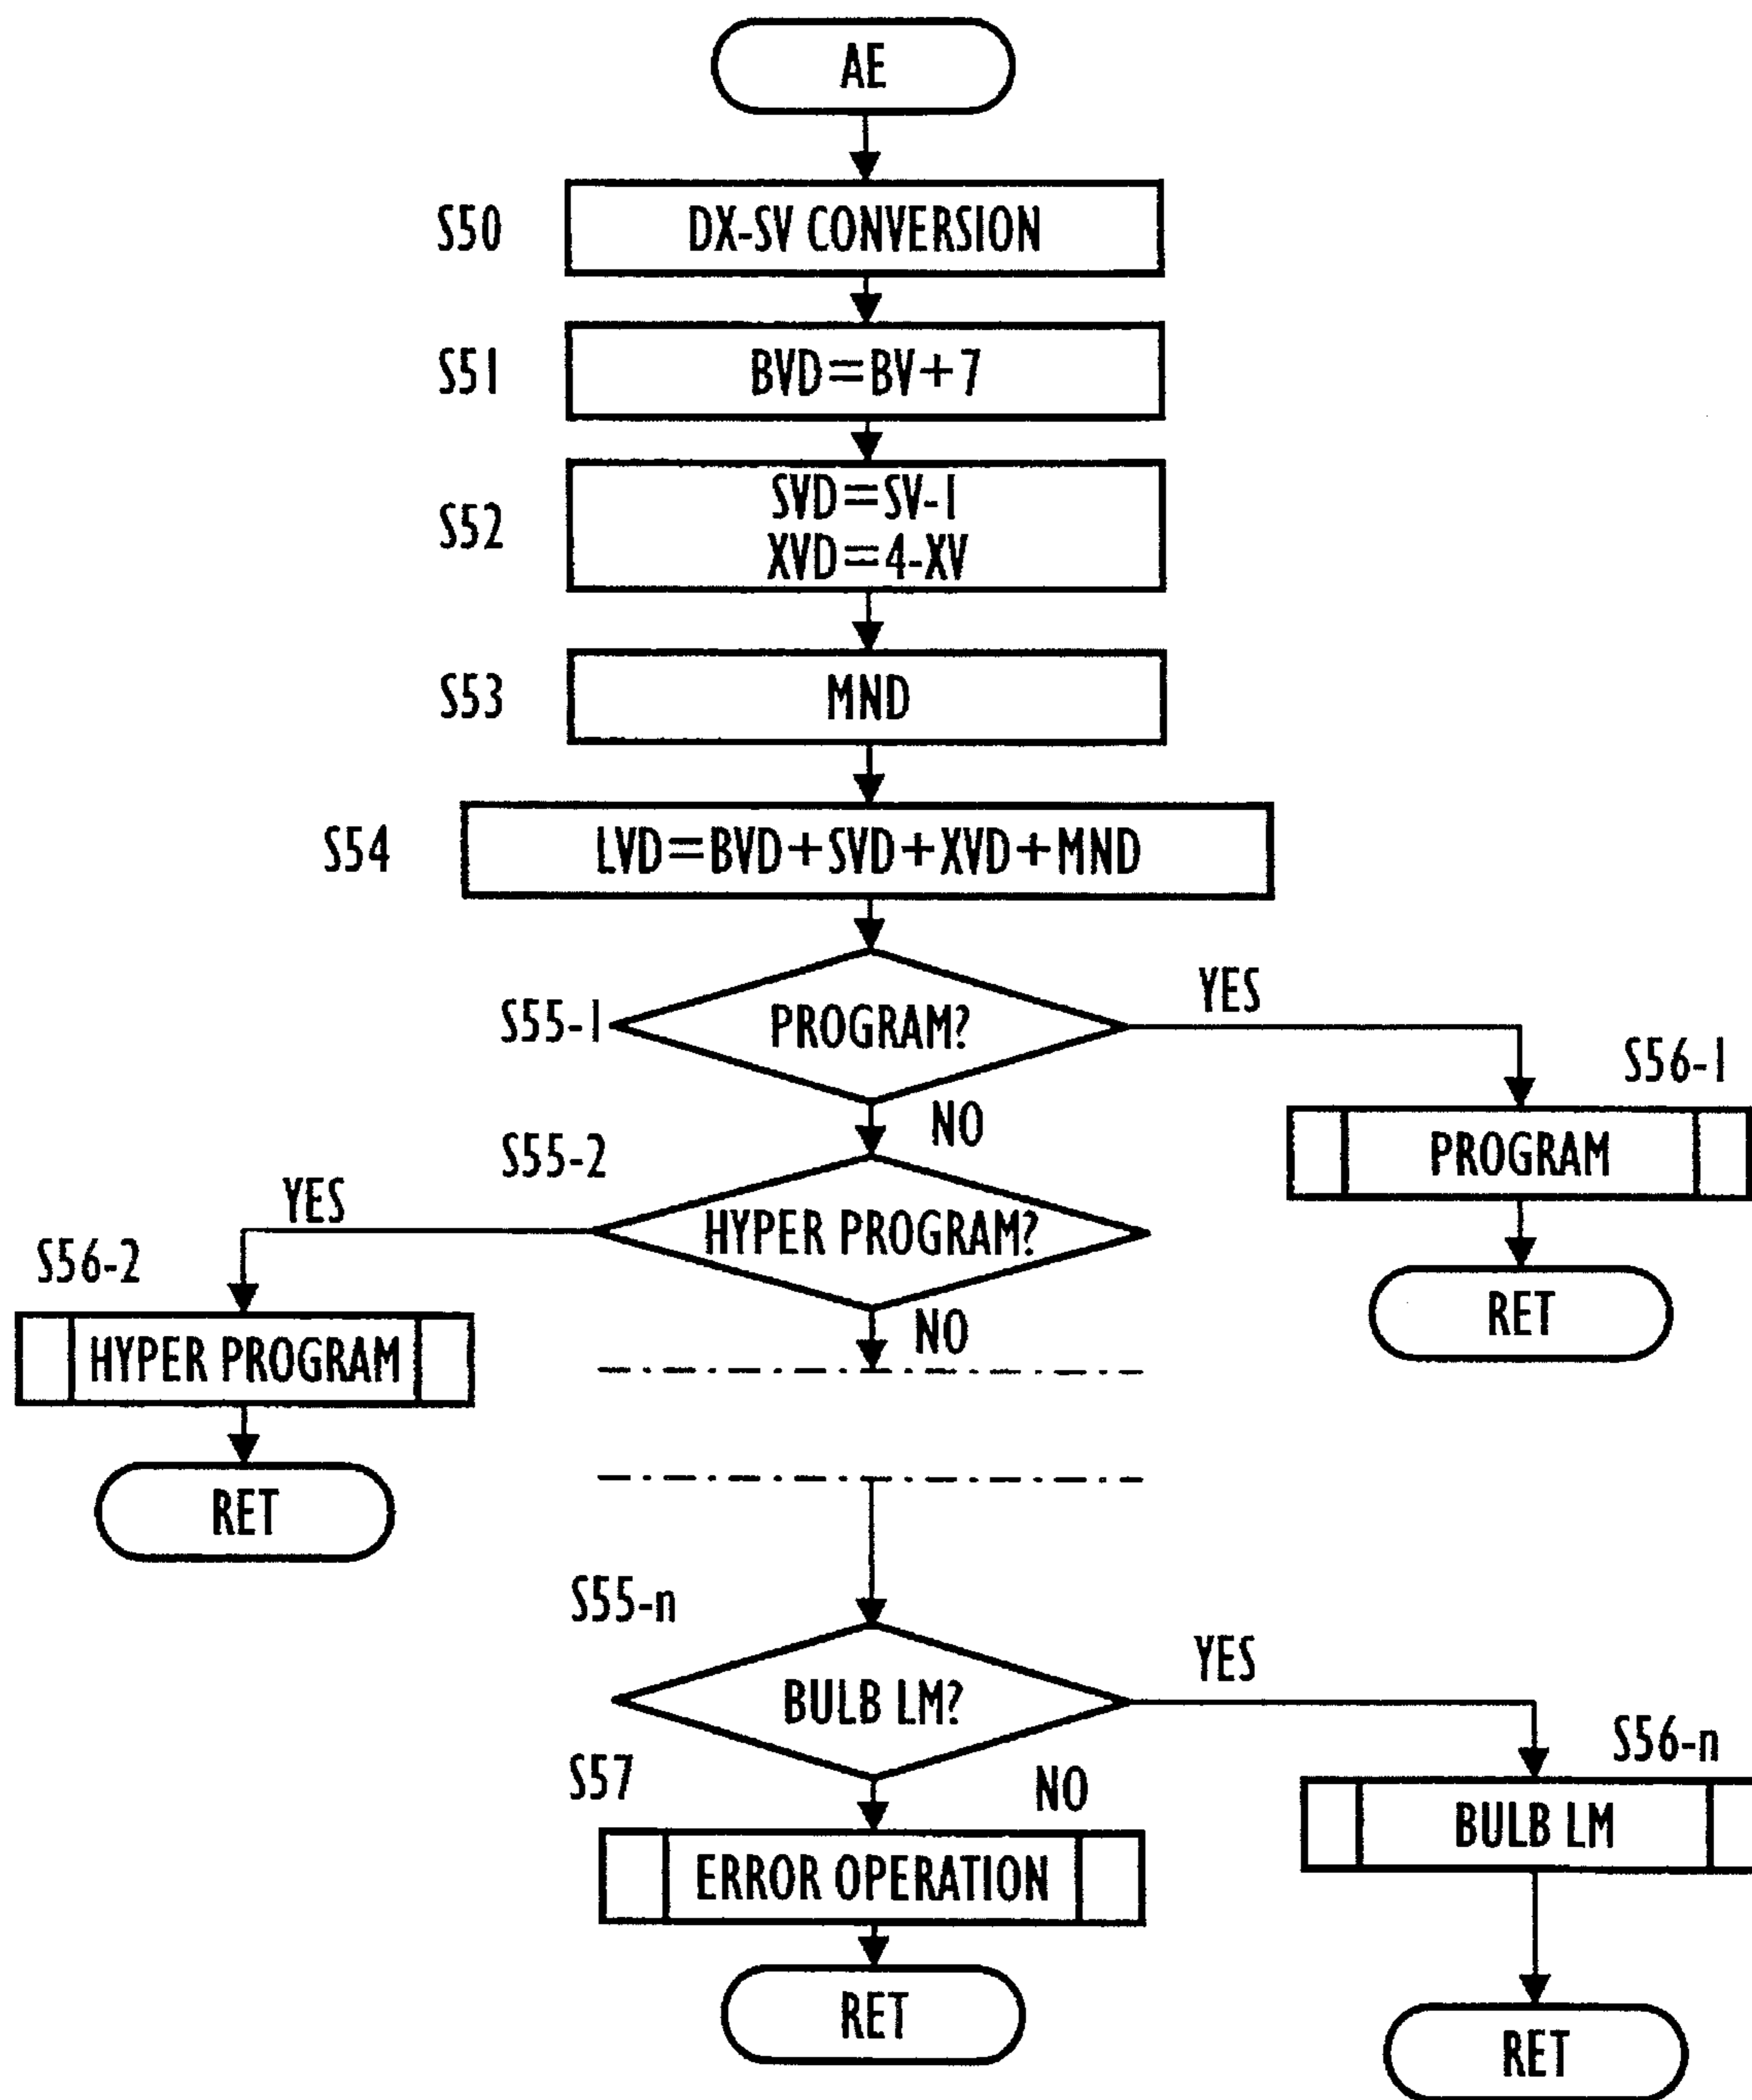 AE
S50
DX-SV CONVERSION
S51
BVD=BV+7
S52
SVD=SV-1
XVD=4-XV
S53
MND
S54
LVD=BVD+SVD+XVD+MND
S55-1
PROGRAM?
YES
S56-1
NO
PROGRAM
S55-2
YES
HYPER PROGRAM?
S56-2
RET
NO
HYPER PROGRAM
RET
S55-n
BULB LM?
YES
S56-n
S57
NO
BULB LM
ERROR OPERATION
RET
RET